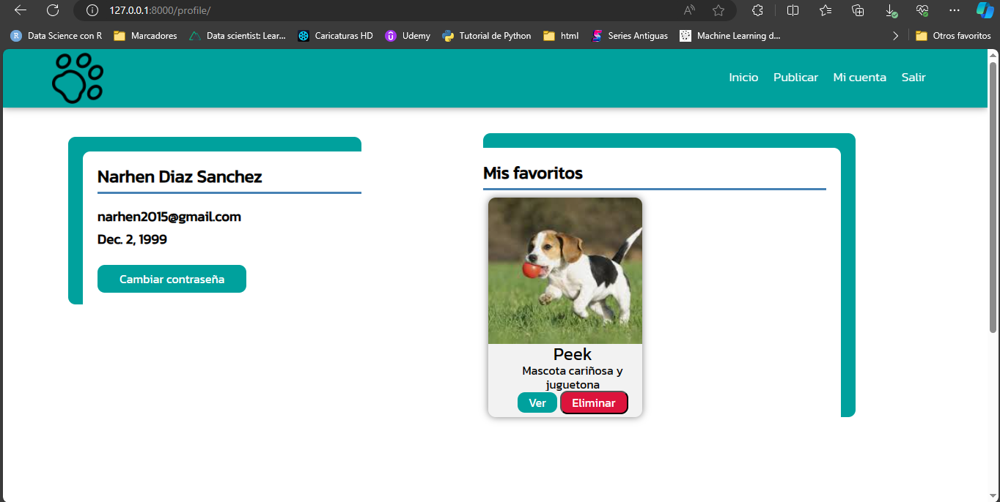 127.0.0.1:8000/profile/
Data Science con R
Marcadores
Data scientist: Lear...
Caricaturas HD
Udemy
Tutorial de Python
html
Series Antiguas
Machine Learning d...
Otros favoritos
Inicio
Publicar
Mi cuenta
Salir
Narhen Diaz Sanchez
narhen2015@gmail.com
Dec. 2, 1999
Cambiar contraseña
Mis favoritos
Peek
Mascota cariñosa y
juguetona
Ver
Eliminar